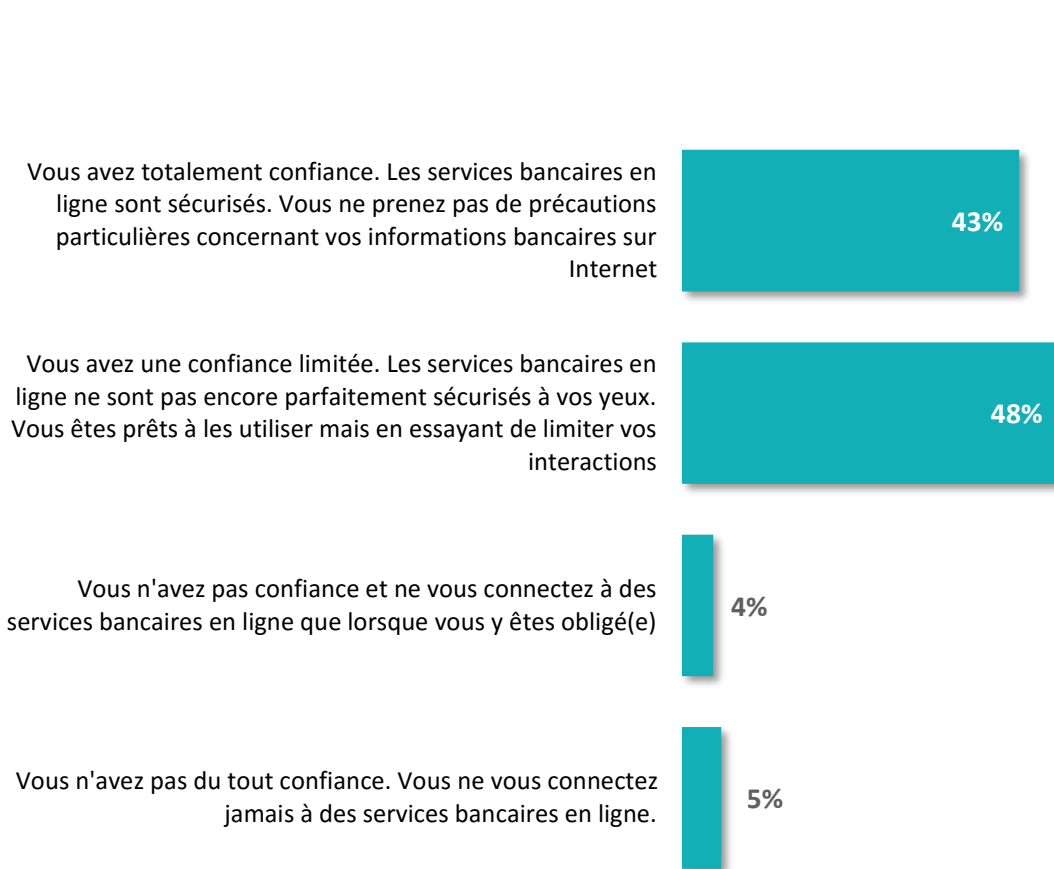 Vous avez totalement confiance. Les services bancaires en
ligne sont sécurisés. Vous ne prenez pas de précautions
particulières concernant vos informations bancaires sur
Internet
43%
Vous avez une confiance limitée. Les services bancaires en
ligne ne sont pas encore parfaitement sécurisés à vos yeux.
Vous êtes prêts à les utiliser mais en essayant de limiter vos
interactions
48%
Vous n'avez pas confiance et ne vous connectez à des
services bancaires en ligne que lorsque vous y êtes obligé(e)
4%
Vous n'avez pas du tout confiance. Vous ne vous connectez
jamais à des services bancaires en ligne.
5%